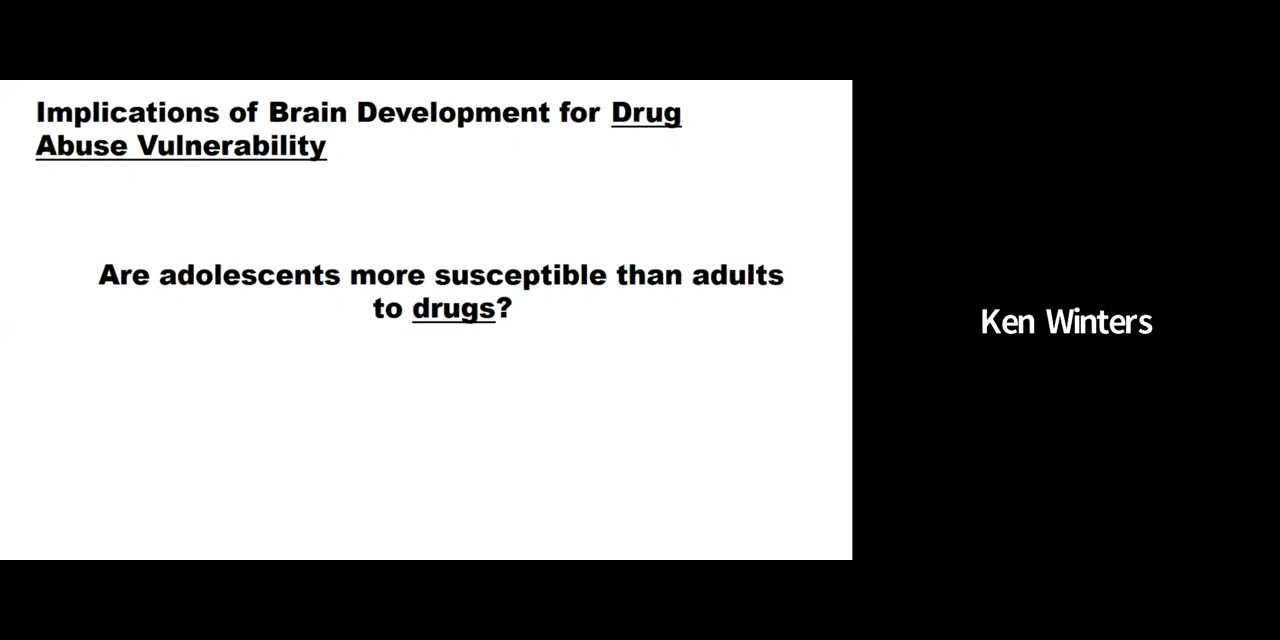 Implications of Brain Development for Drug
Abuse Vulnerability
Are adolescents more susceptible than adults
to drugs?
Ken Winters